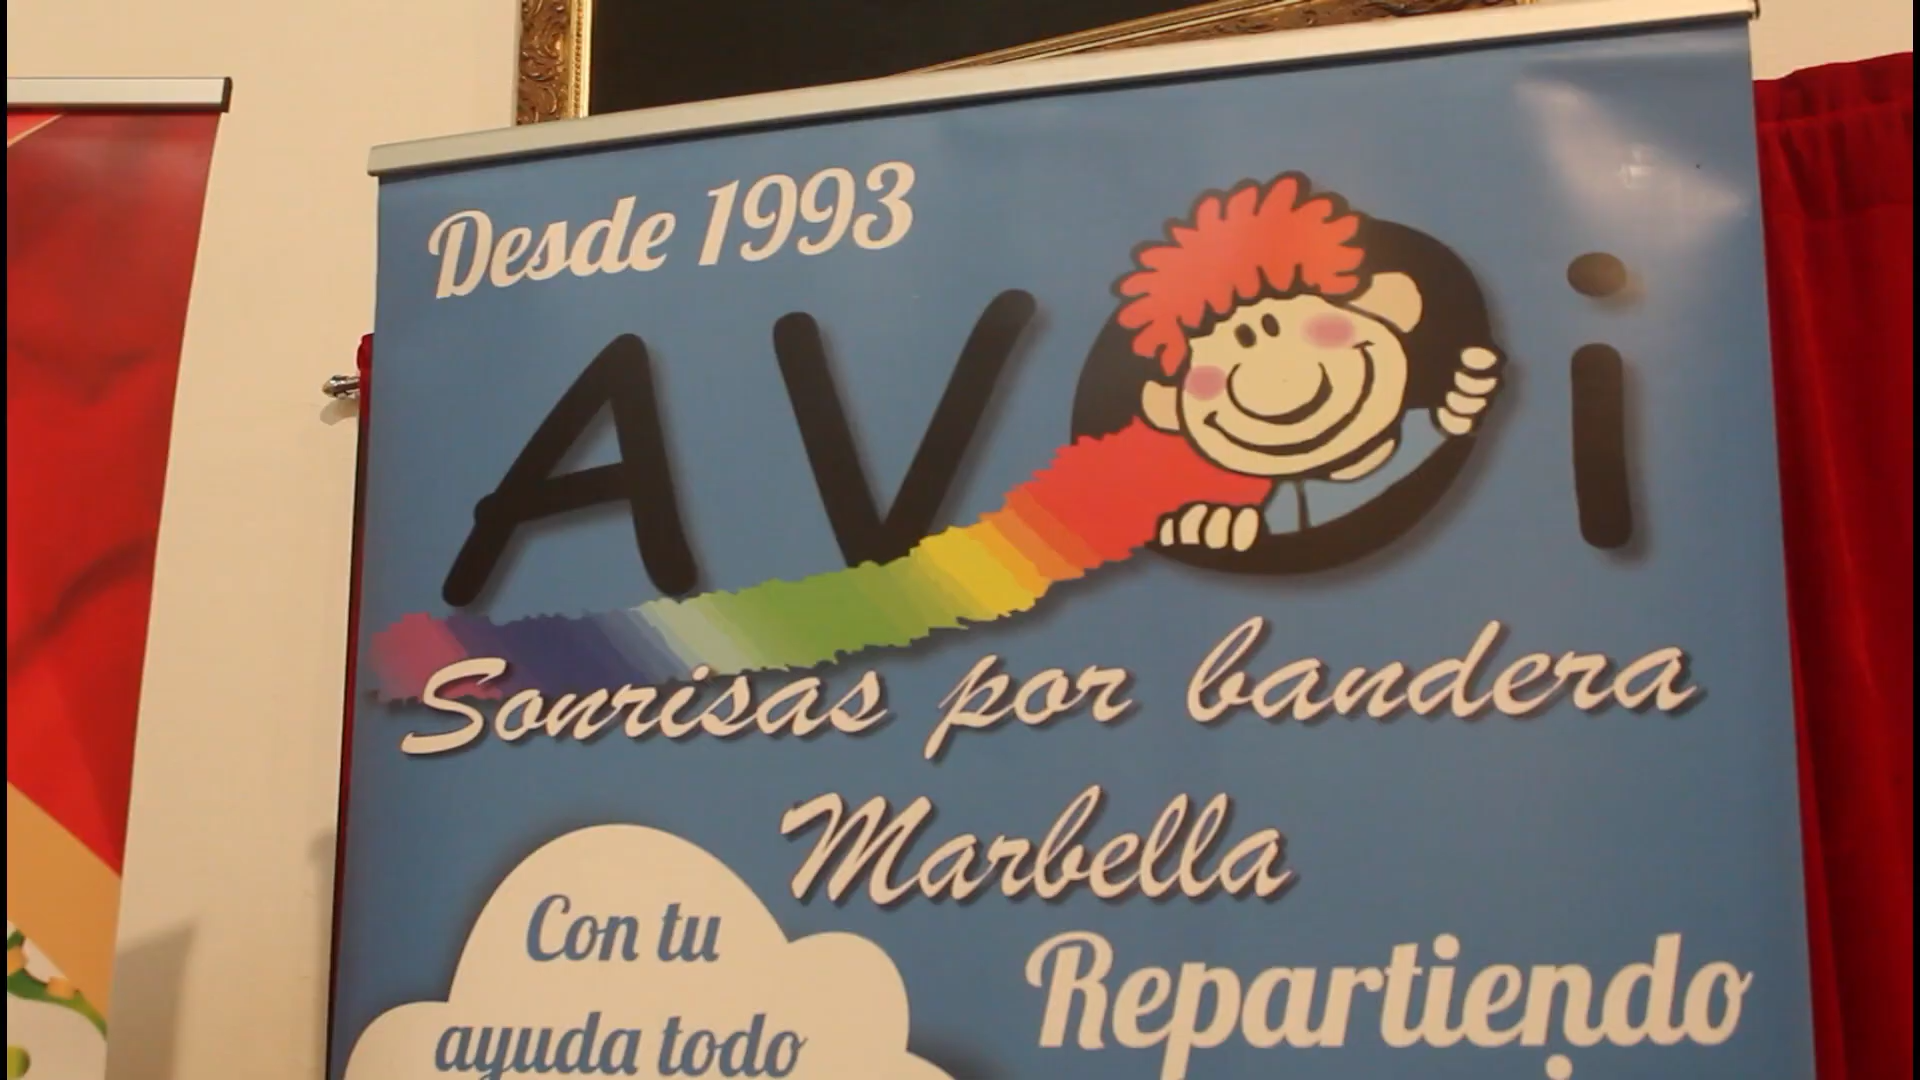 Desde 1993
AVOi
Sonrisas por bandera
Marbella
Con tu
ayuda todo
Repartiendo